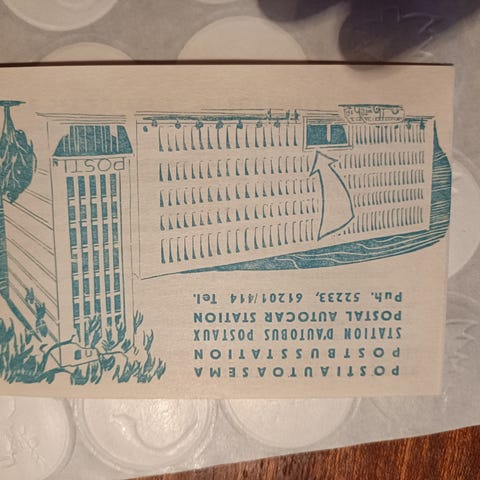 POSTIAUTOASEMA
POSTBUSSTATION
STATION D'AUTOBUS POSTAUX
POSTAL AUTOCAR STATION
Puh. 52233, 61201/414 Tel.
POSTI